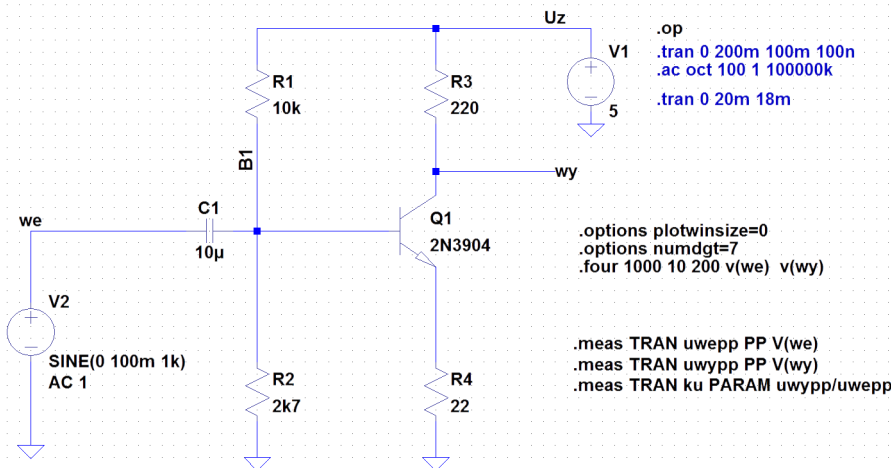 Uz
.op
V1
.tran 0 200m 100m 100n
.ac oct 100 1 100000k
.tran 0 20m 18m
5
R1
10k
R3
220
B1
wy
we
C1
10µ
Q1
2N3904
.options plotwinsize=0
.options numdgt=7
.four 1000 10 200 v(we) v(wy)
V2
SINE(0 100m 1k)
AC 1
R2
2k7
R4
22
.meas TRAN uwepp PP V(we)
.meas TRAN uwypp PP V(wy)
.meas TRAN ku PARAM uwypp/uwepp